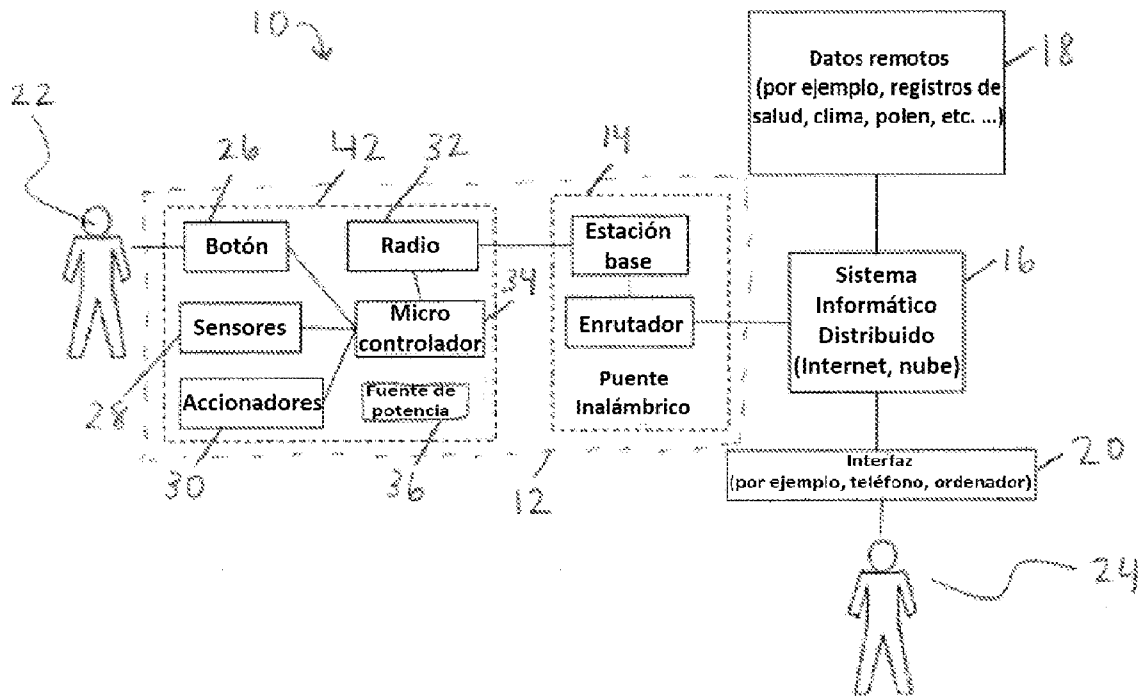 10
Datos remotos
(por ejemplo, registros de
salud, clima, polen, etc. ...)
18
22
26
42
32
14
Botón
Radio
Estación
base
16
Sistema
Informático
Distribuido
(Internet, nube)
34
Sensores
Micro
controlador
Enrutador
Accionadores
Fuente de
potencia
Puente
Inalámbrico
28
30
36
12
Interfaz
(por ejemplo, teléfono, ordenador)
20
24